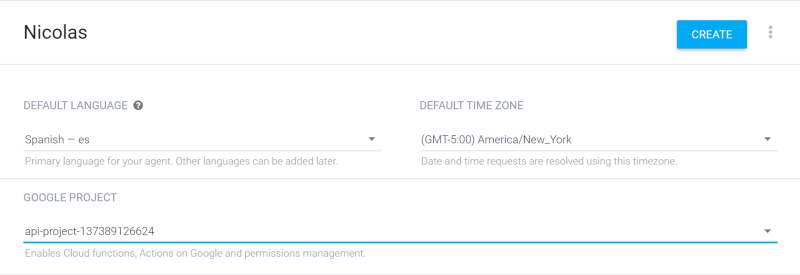 Nicolas
CREATE
DEFAULT LANGUAGE
DEFAULT TIME ZONE
Spanish — es
(GMT-5:00) America/New_York
Primary language for your agent. Other languages can be added later.
Date and time requests are resolved using this timezone.
GOOGLE PROJECT
api-project-137389126624
Enables Cloud functions, Actions on Google and permissions management.